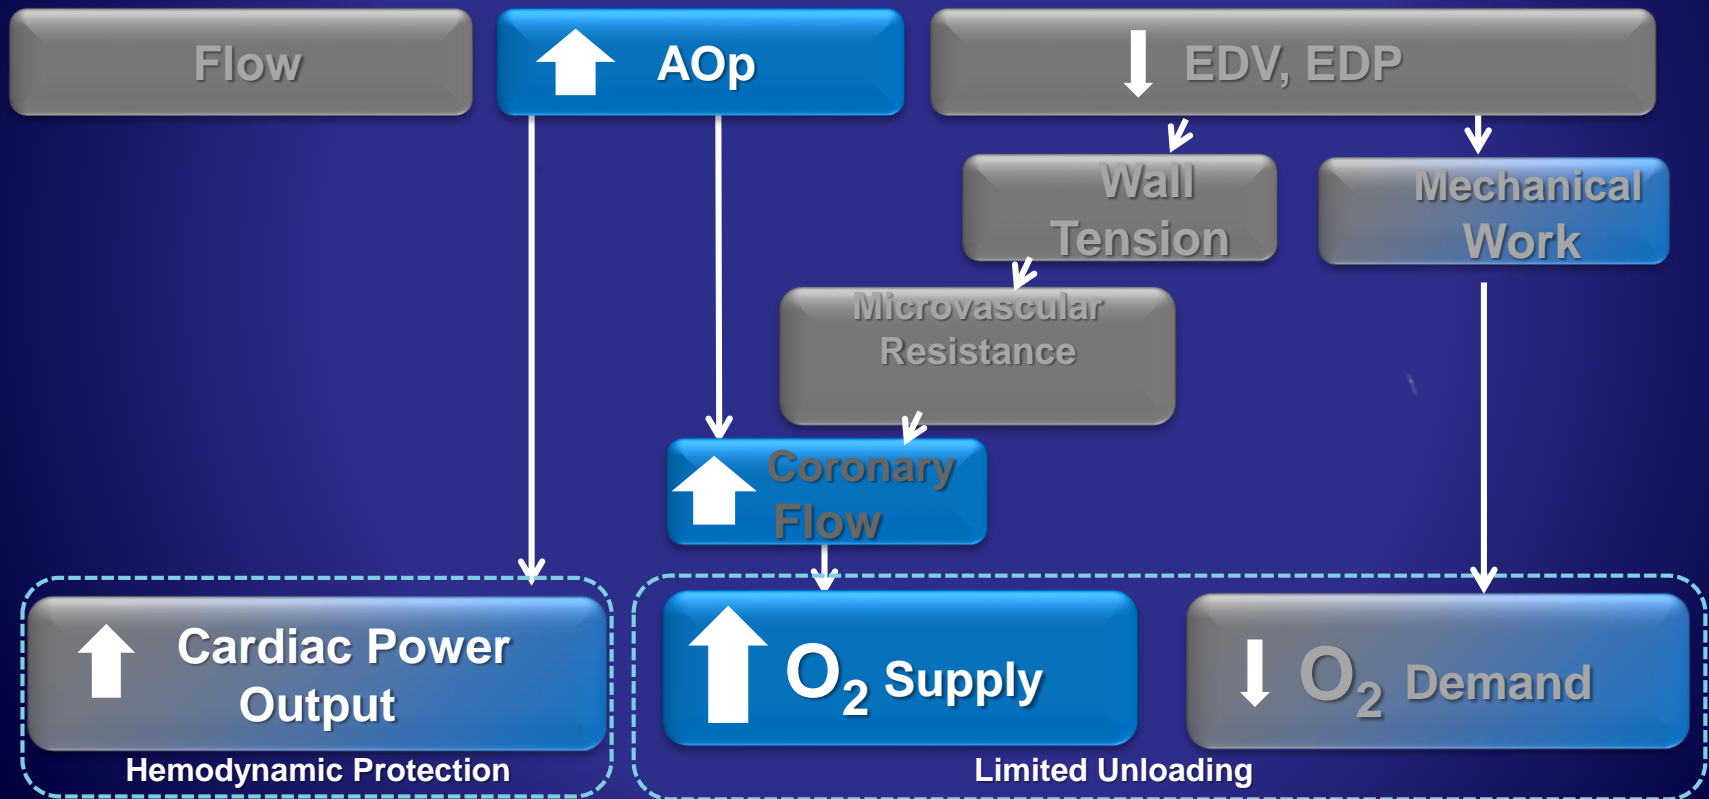 Flow
AOp
EDV, EDP
Wall
Tension
Mechanical
Work
Microvascular
Resistance
Coronary
Flow
Cardiac Power
Output
O₂ Supply
O₂ Demand
Hemodynamic Protection
Limited Unloading